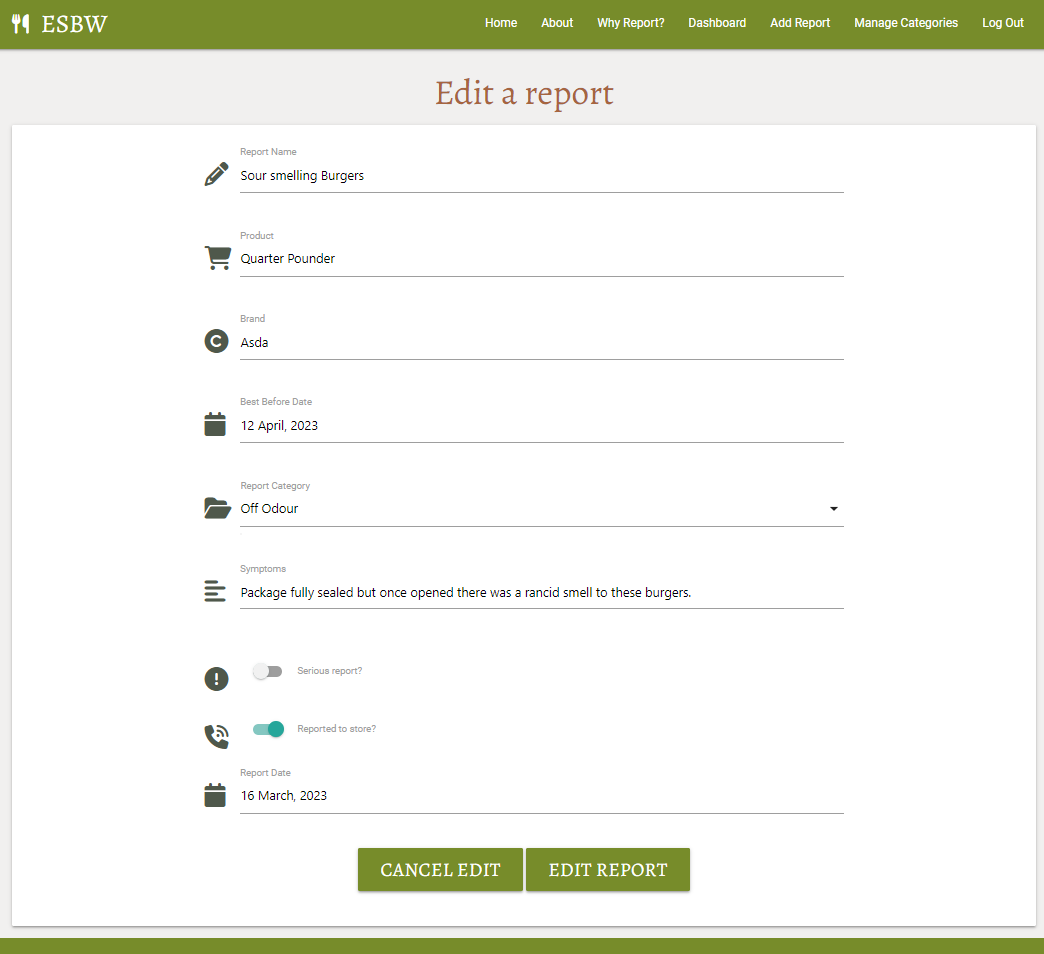 ESBW
Home About Why Report? Dashboard Add Report Manage Categories Log Out
Edit a report
Report Name
Sour smelling Burgers
Product
Quarter Pounder
Brand
Asda
Best Before Date
12 April, 2023
Report Category
Off Odour
Symptoms
Package fully sealed but once opened there was a rancid smell to these burgers.
Serious report?
Reported to store?
Report Date
16 March, 2023
CANCEL EDIT EDIT REPORT